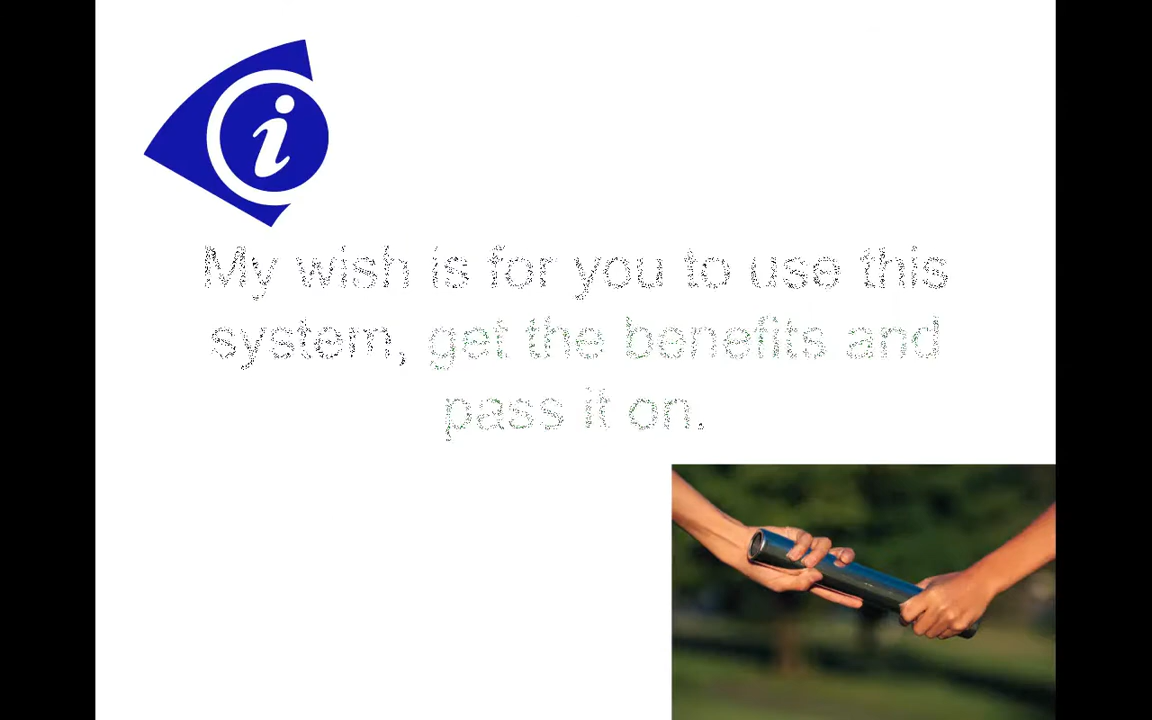 i
My wish is for you to use this
system, get the benefits and
pass it on.